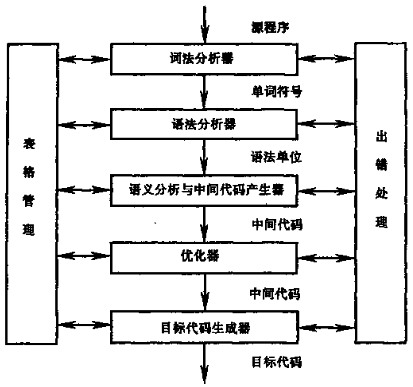 源程序
词法分析器
单词符号
语法分析器
语法单位
语义分析与中间代码产生器
中间代码
优化器
中间代码
目标代码生成器
目标代码
表格管理
出错处理